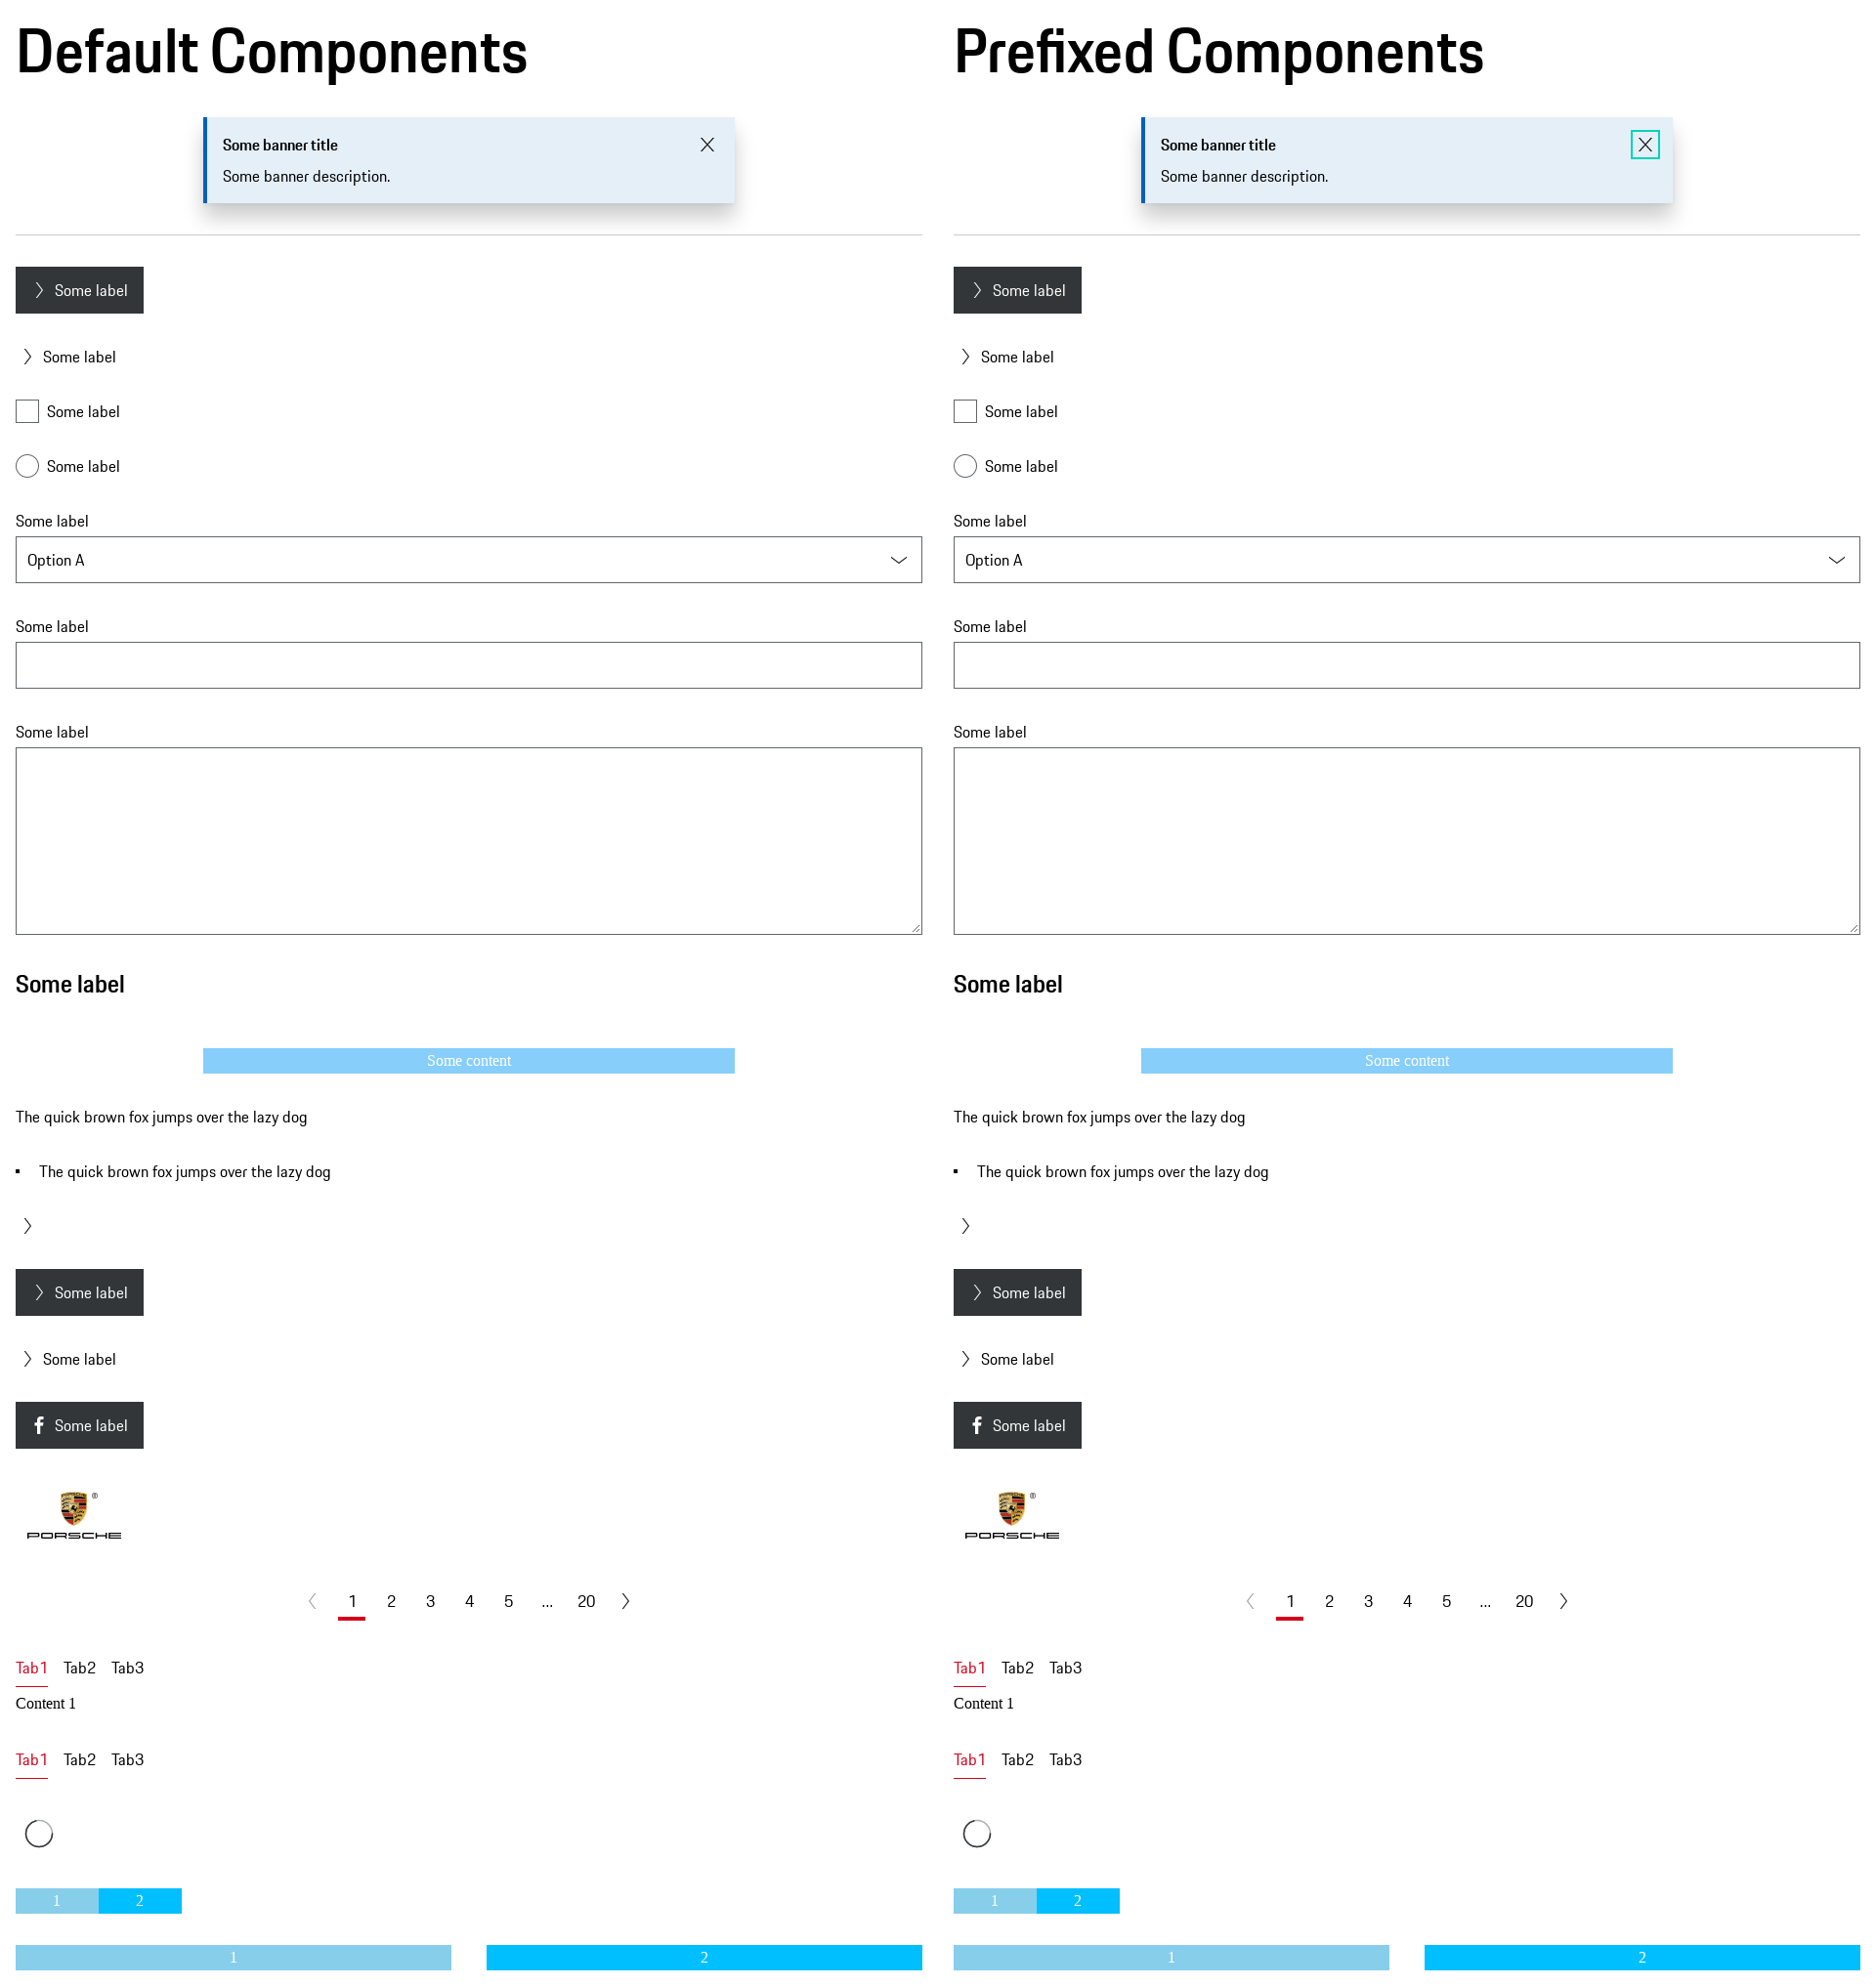 Default Components
Some banner title
Some banner description.
Some label
Some label
Some label
Some label
Some label
Option A
Some label
Some label
Some label
Some content
The quick brown fox jumps over the lazy dog
▪ The quick brown fox jumps over the lazy dog
Some label
Some label
Some label
PORSCHE ®
1 2 3 4 5 ... 20
Tab1 Tab2 Tab3
Content 1
Tab1 Tab2 Tab3
1 2
1 2
Prefixed Components
Some banner title
Some banner description.
Some label
Some label
Some label
Some label
Some label
Option A
Some label
Some label
Some label
Some content
The quick brown fox jumps over the lazy dog
▪ The quick brown fox jumps over the lazy dog
Some label
Some label
Some label
PORSCHE ®
1 2 3 4 5 ... 20
Tab1 Tab2 Tab3
Content 1
Tab1 Tab2 Tab3
1 2
1 2